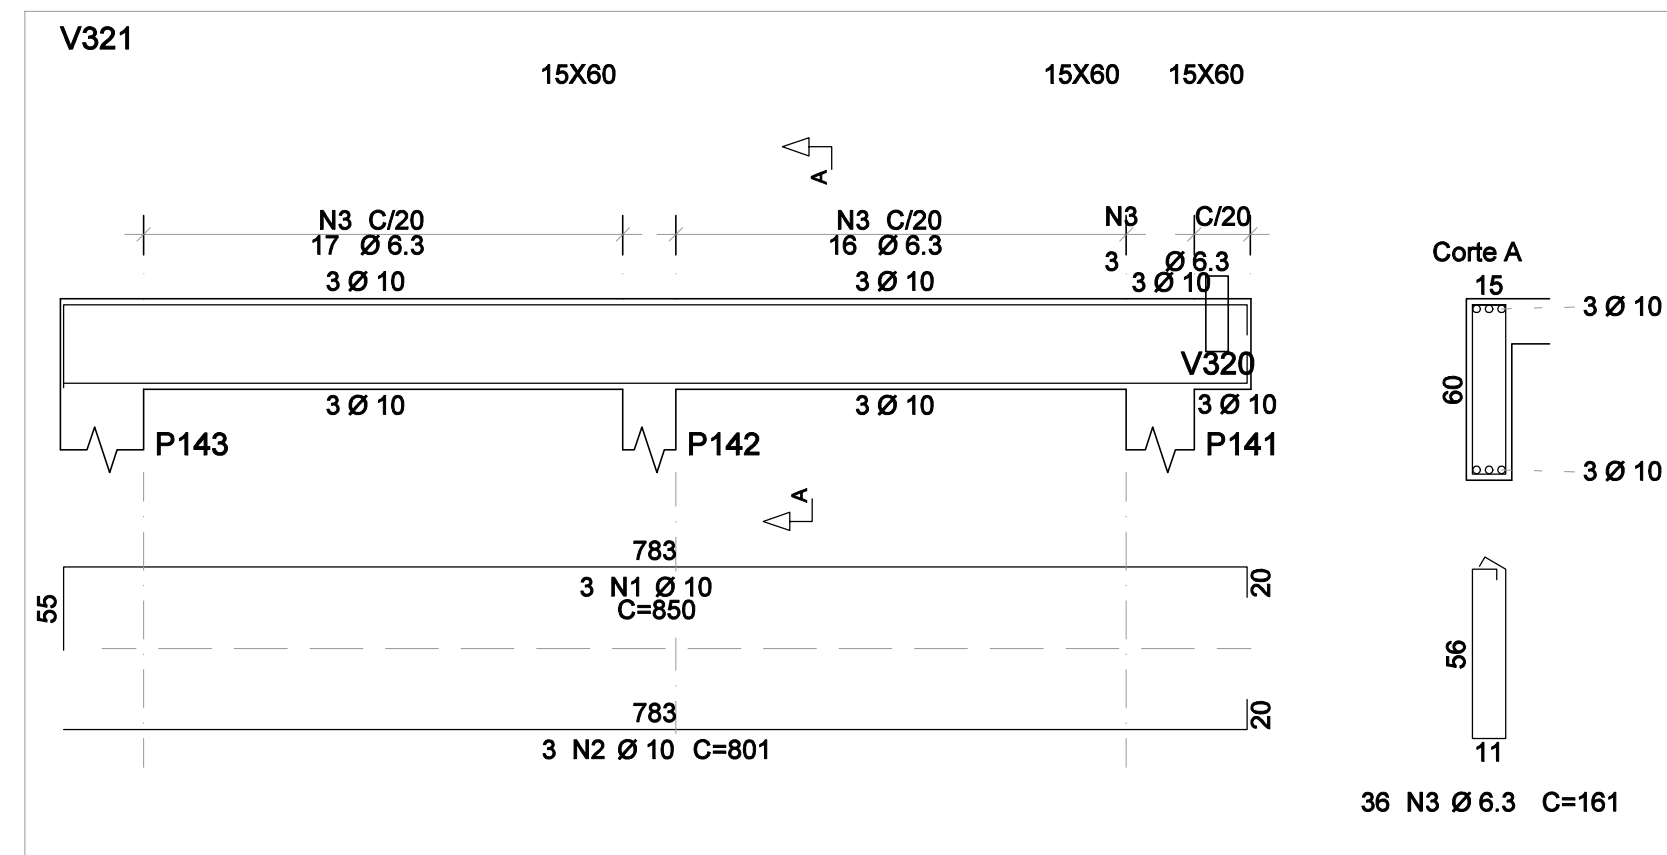 V321
15X60 15X60 15X60
A
N3 C/20 N3 C/20 N3 C/20
17 Ø 6.3 16 Ø 6.3 3 Ø 6.3
3 Ø 10 3 Ø 10 3 Ø 10
V320
3 Ø 10 3 Ø 10 3 Ø 10
P143 P142 P141
A
Corte A
15
3 Ø 10
60
3 Ø 10
783
55
3 N1 Ø 10
C=850
20
783
20
3 N2 Ø 10 C=801
56
11
36 N3 Ø 6.3 C=161